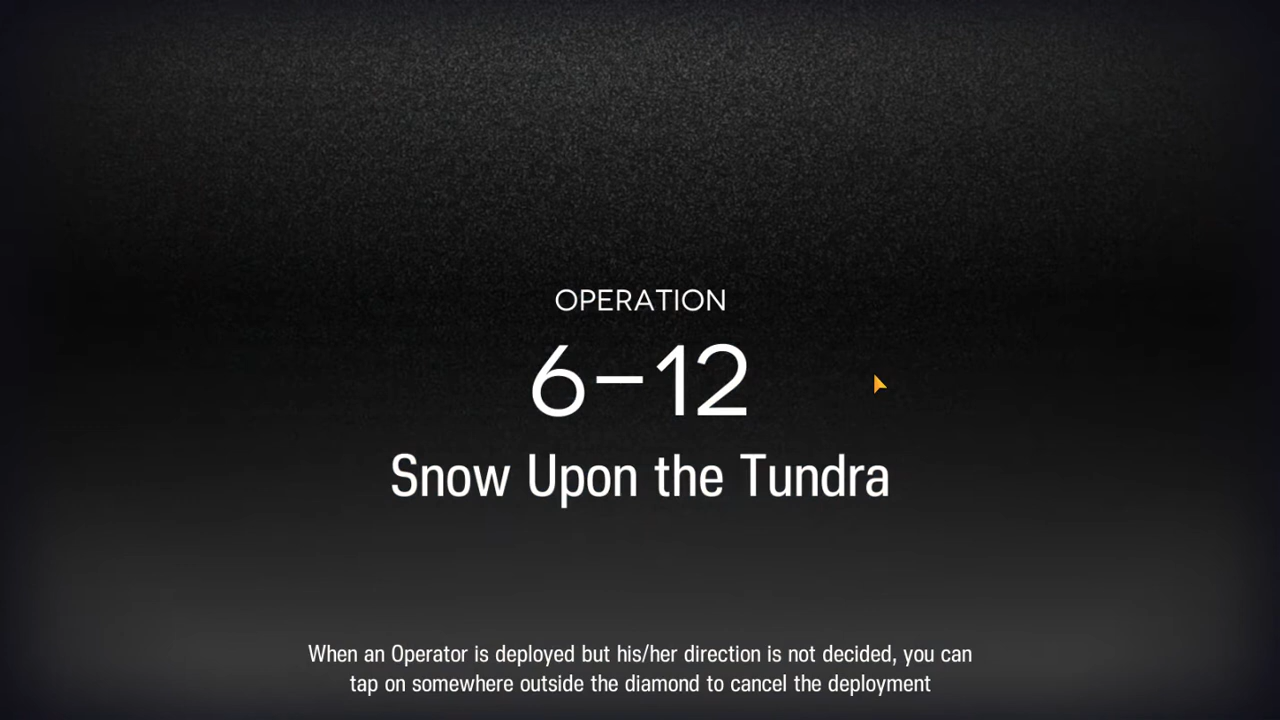 OPERATION
6-12
Snow Upon the Tundra
When an Operator is deployed but his/her direction is not decided, you can
tap on somewhere outside the diamond to cancel the deployment